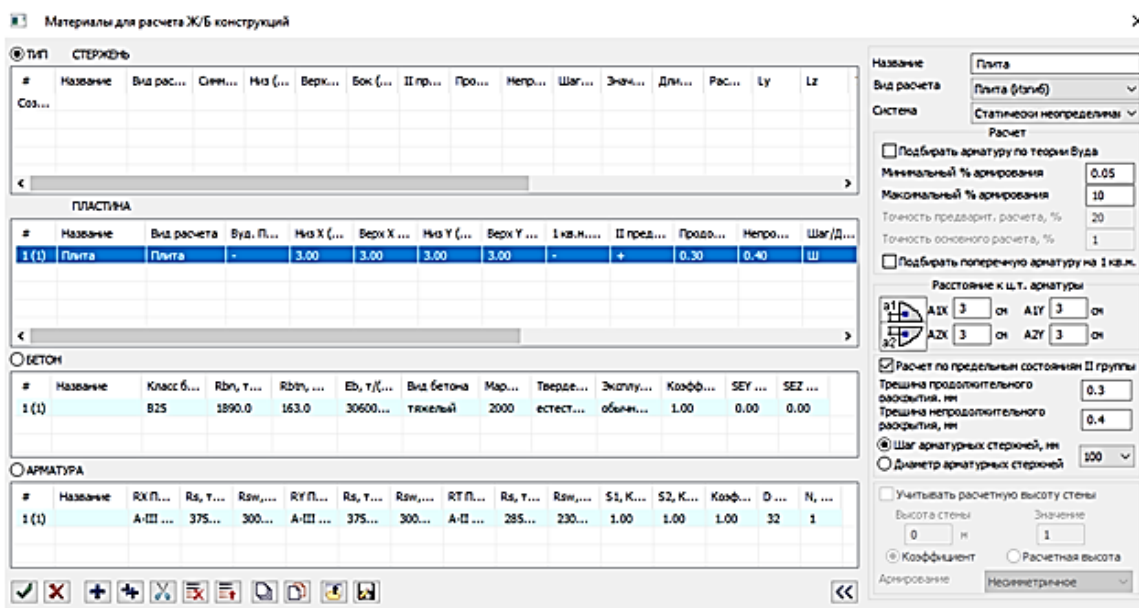 Материалы для расчета Ж/Б конструкций
ТИП СТЕРЖЕНЬ
# Название Вид рас... Симм... Низ (... Верх... Бок (... II пр... Про... Непр... Шаг... Знач... Дли... Рас... Ly Lz
Соз...
ПЛАСТИНА
# Название Вид расчета Вуд. П... Низ X (... Верх X ... Низ Y (... Верх Y ... 1 кв.м.... II пред... Продо... Непро... Шаг/Д...
1 (1) Плита Плита - 3.00 3.00 3.00 3.00 - + 0.30 0.40 Ш
БЕТОН
# Название Класс б... Rbn, т... Rbtn, ... Eb, т/(... Вид бетона Мар... Тверде... Эксплу... Коэфф... SEY ... SEZ ...
1 (1) B25 1890.0 163.0 30600... тяжелый 2000 естест... обычн... 1.00 0.00 0.00
АРМАТУРА
# Название RX П... Rs, т... Rsw,... RY П... Rs, т... Rsw,... RT П... Rs, т... Rsw,... S1, К... S2, К... Коэф... D ... N, ...
1 (1) A-III ... 375... 300... A-III ... 375... 300... A-II ... 285... 230... 1.00 1.00 1.00 32 1
Название Плита
Вид расчета Плита (изгиб)
Система Статически неопределимая
Расчет
Подбирать арматуру по теории Вуда
Минимальный % армирования 0.05
Максимальный % армирования 10
Точность предварит. расчета, % 20
Точность основного расчета, % 1
Подбирать поперечную арматуру на 1 кв.м.
Расстояние к ц.т. арматуры
a1 A1X 3 см A1Y 3 см
a2 A2X 3 см A2Y 3 см
Расчет по предельным состояниям II группы
Трещина продолжительного
раскрытия, мм 0.3
Трещина непродолжительного
раскрытия, мм 0.4
Шаг арматурных стержней, мм 100
Диаметр арматурных стержней
Учитывать расчетную высоту стены
Высота стены Значение
0 м 1
Коэффициент Расчетная высота
Армирование Несимметричное